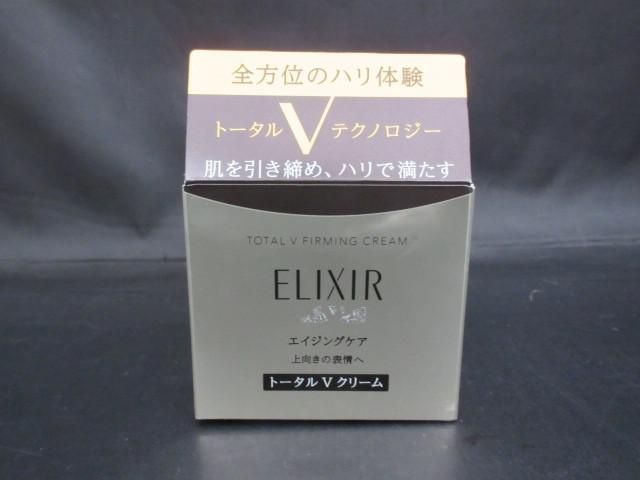 全方位のハリ体験
トータル V テクノロジー
肌を引き締め、ハリで満たす
TOTAL V FIRMING CREAM
ELIXIR
エイジングケア
上向きの表情へ
トータル V クリーム